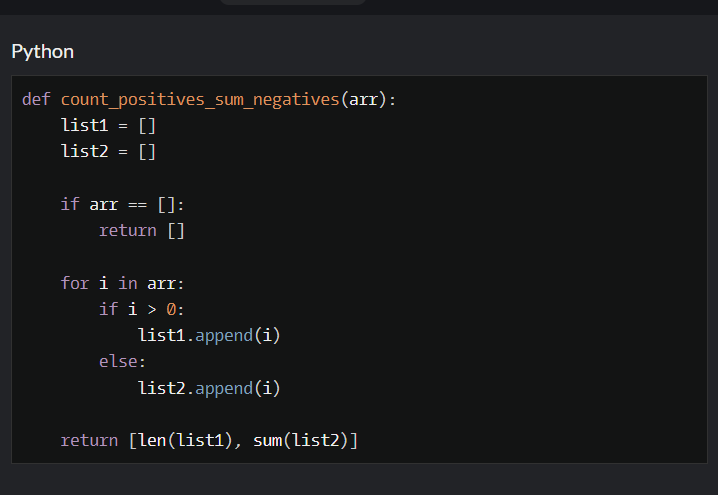 Python
def count_positives_sum_negatives(arr):
    list1 = []
    list2 = []

    if arr == []:
        return []

    for i in arr:
        if i > 0:
            list1.append(i)
        else:
            list2.append(i)

    return [len(list1), sum(list2)]